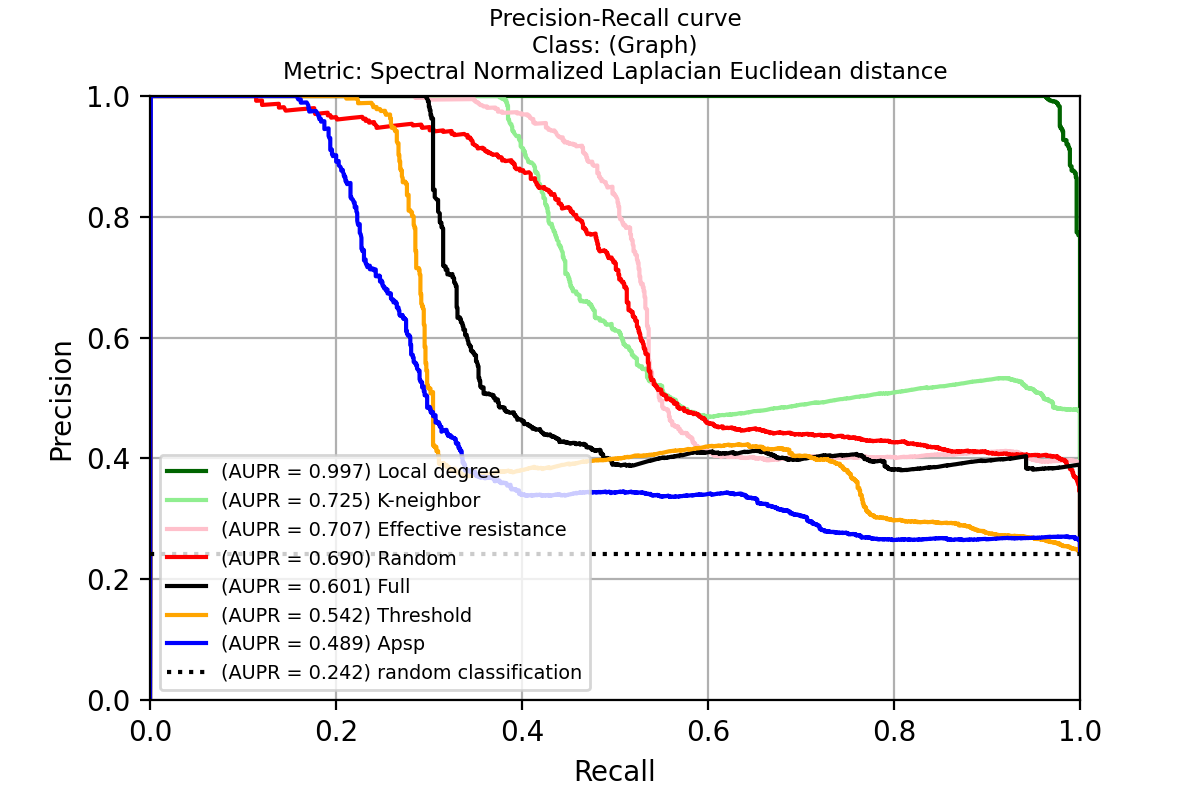 Precision-Recall curve
Class: (Graph)
Metric: Spectral Normalized Laplacian Euclidean distance
1.0
0.8
0.6
0.4
0.2
0.0
Precision
(AUPR = 0.997) Local degree
(AUPR = 0.725) K-neighbor
(AUPR = 0.707) Effective resistance
(AUPR = 0.690) Random
(AUPR = 0.601) Full
(AUPR = 0.542) Threshold
(AUPR = 0.489) Apsp
(AUPR = 0.242) random classification
0.0 0.2 0.4 0.6 0.8 1.0
Recall